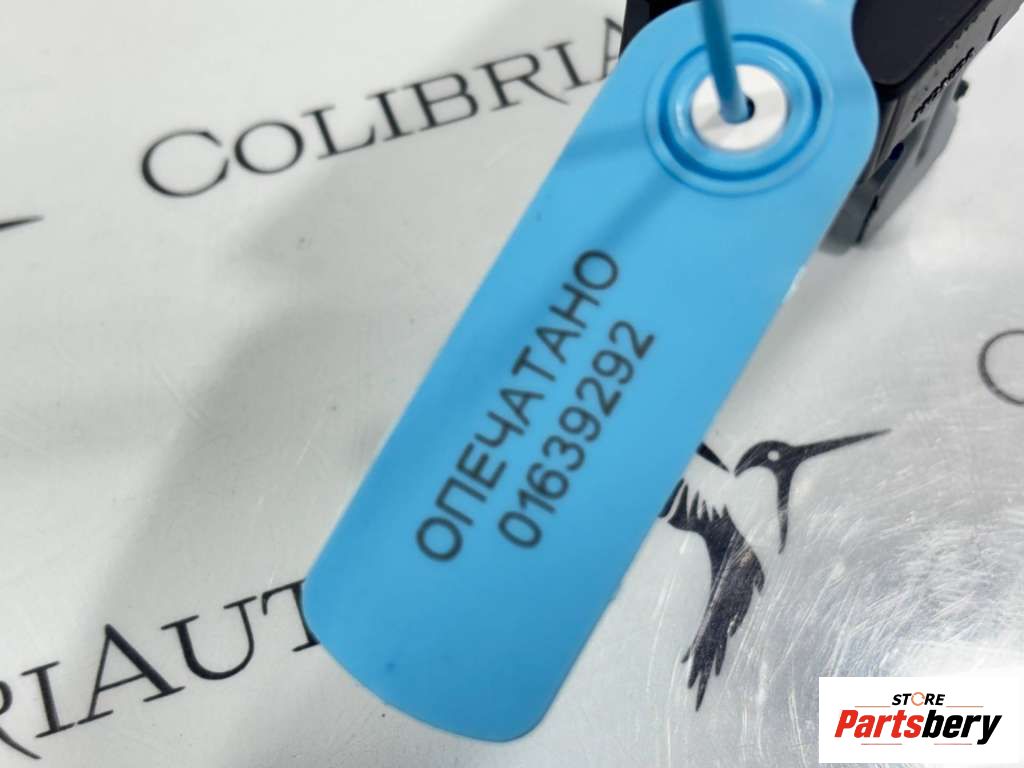 COLIBRIA
ОПЕЧАТАНО
01639292
RIAUT
STORE
Partsbery